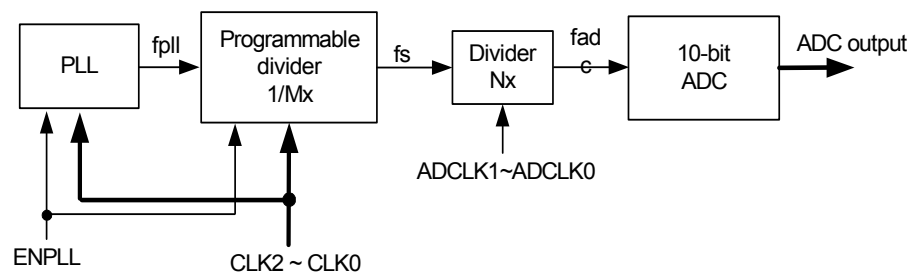 PLL
fpll
Programmable
divider
1/Mx
fs
Divider
Nx
fad
c
10-bit
ADC
ADC output
ADCLK1~ADCLK0
ENPLL
CLK2 ~ CLK0